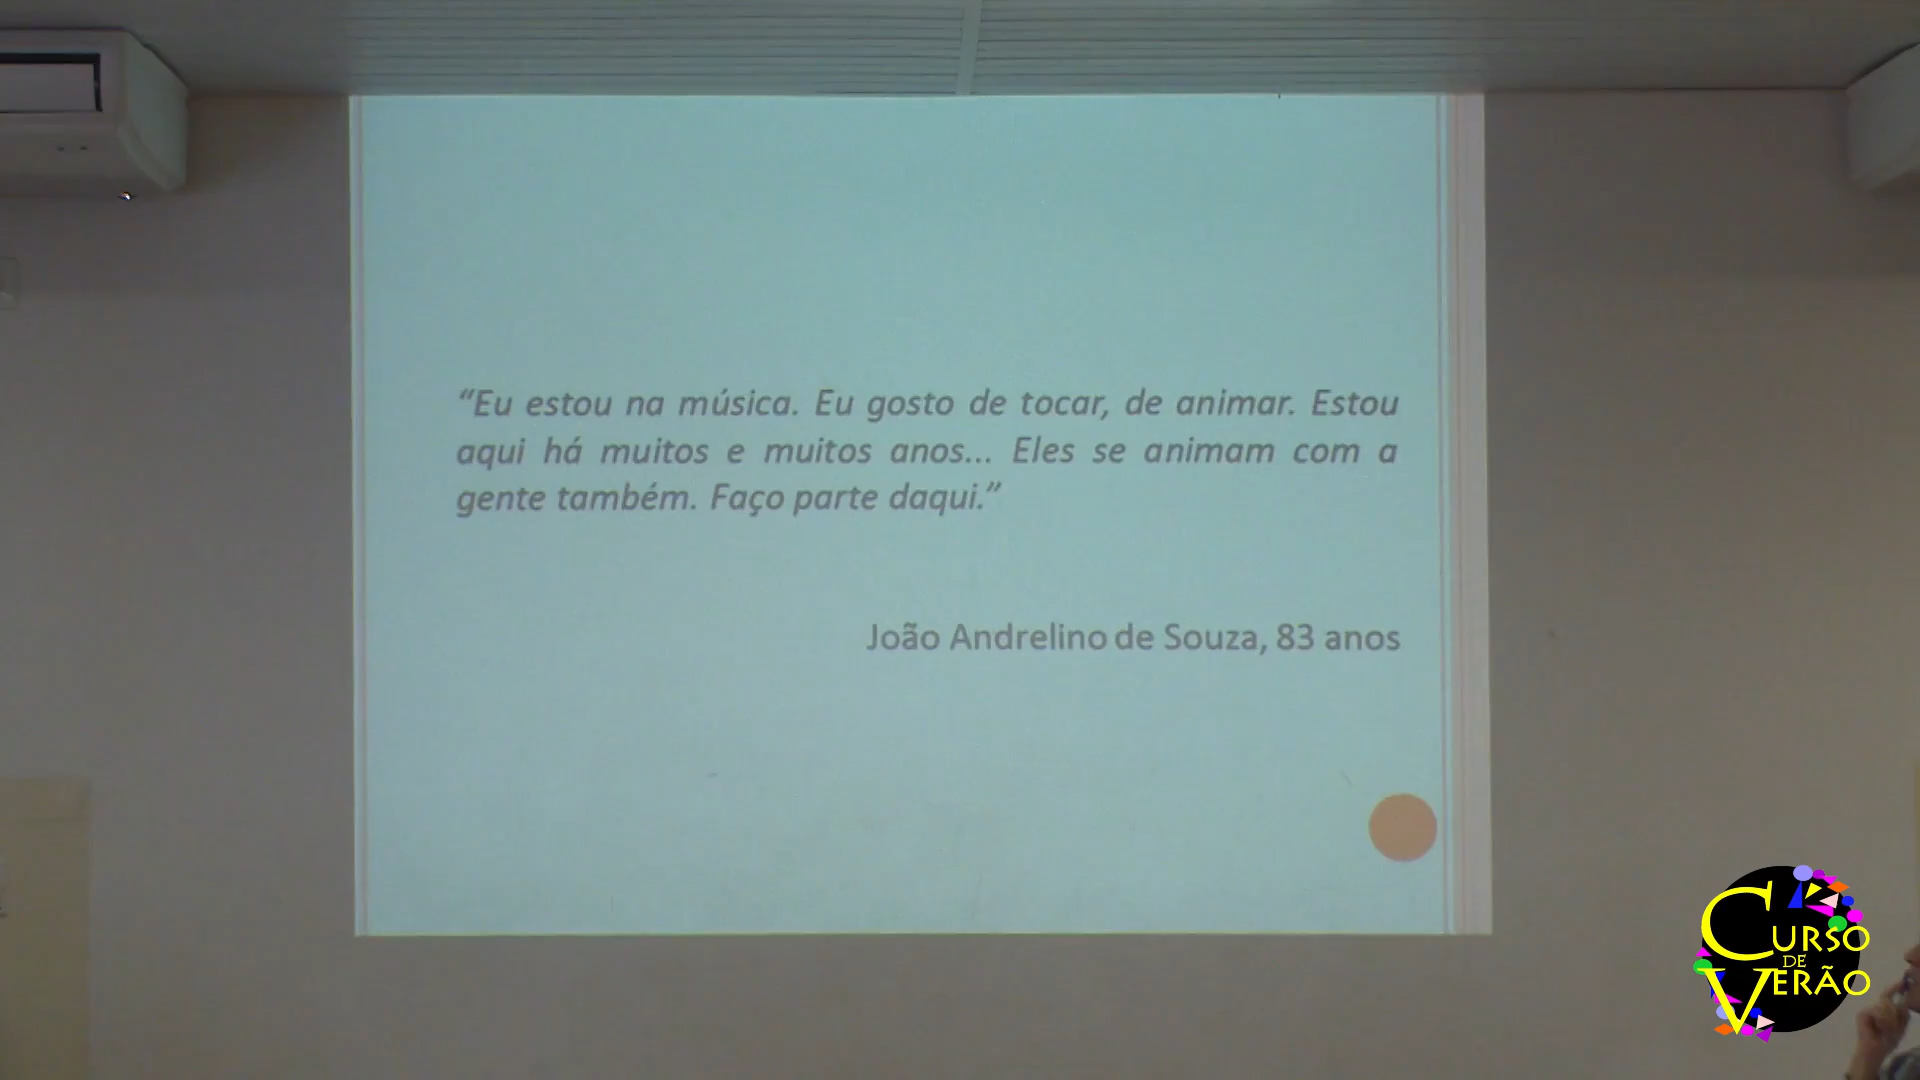 “Eu estou na música. Eu gosto de tocar, de animar. Estou
aqui há muitos e muitos anos... Eles se animam com a
gente também. Faço parte daqui.”
João Andrelino de Souza, 83 anos
CURSO
DE
VERÃO